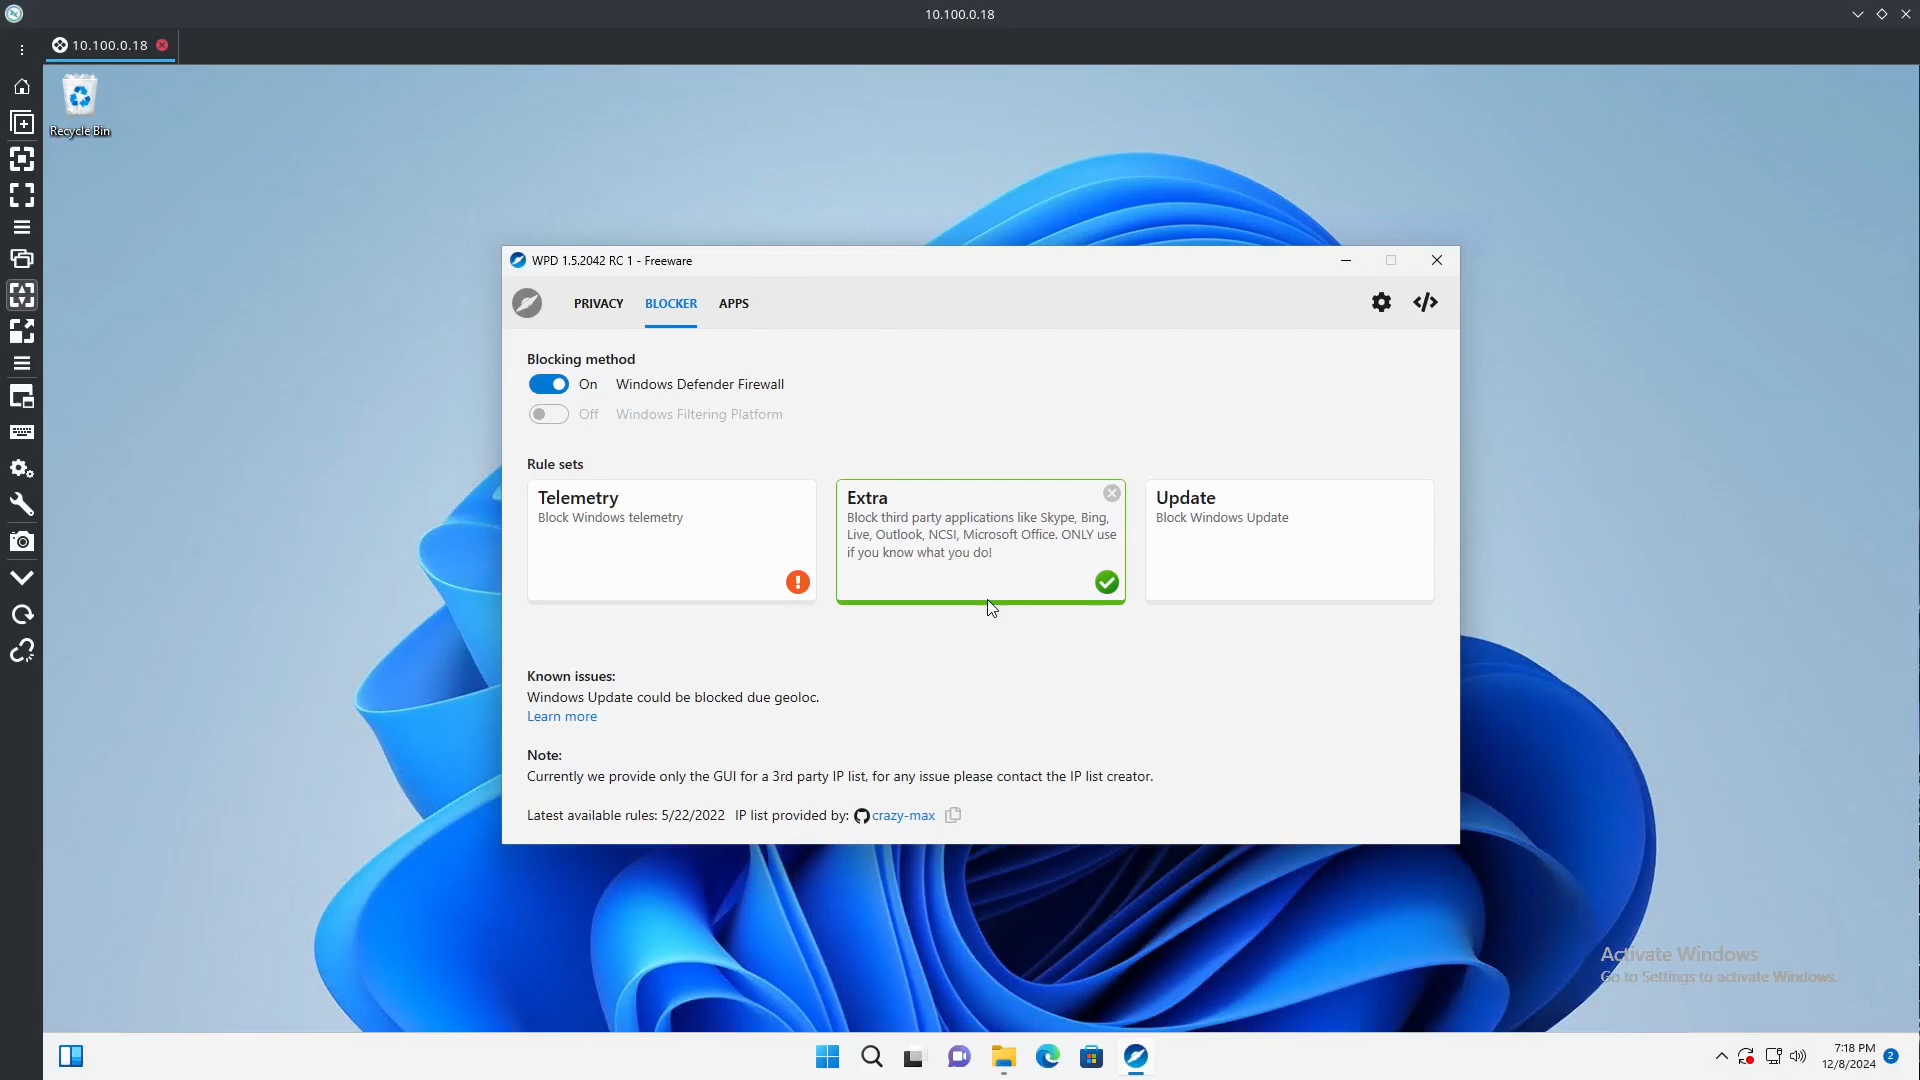 10.100.0.18
10.100.0.18
Recycle Bin
WPD 1.5.2042 RC 1 - Freeware
PRIVACY BLOCKER APPS
Blocking method
On Windows Defender Firewall
Off Windows Filtering Platform
Rule sets
Telemetry
Block Windows telemetry
Extra
Block third party applications like Skype, Bing,
Live, Outlook, NCSI, Microsoft Office. ONLY use
if you know what you do!
Update
Block Windows Update
Known issues:
Windows Update could be blocked due geoloc.
Learn more
Note:
Currently we provide only the GUI for a 3rd party IP list, for any issue please contact the IP list creator.
Latest available rules: 5/22/2022 IP list provided by: crazy-max
Activate Windows
Go to Settings to activate Windows.
7:18 PM
12/8/2024
2